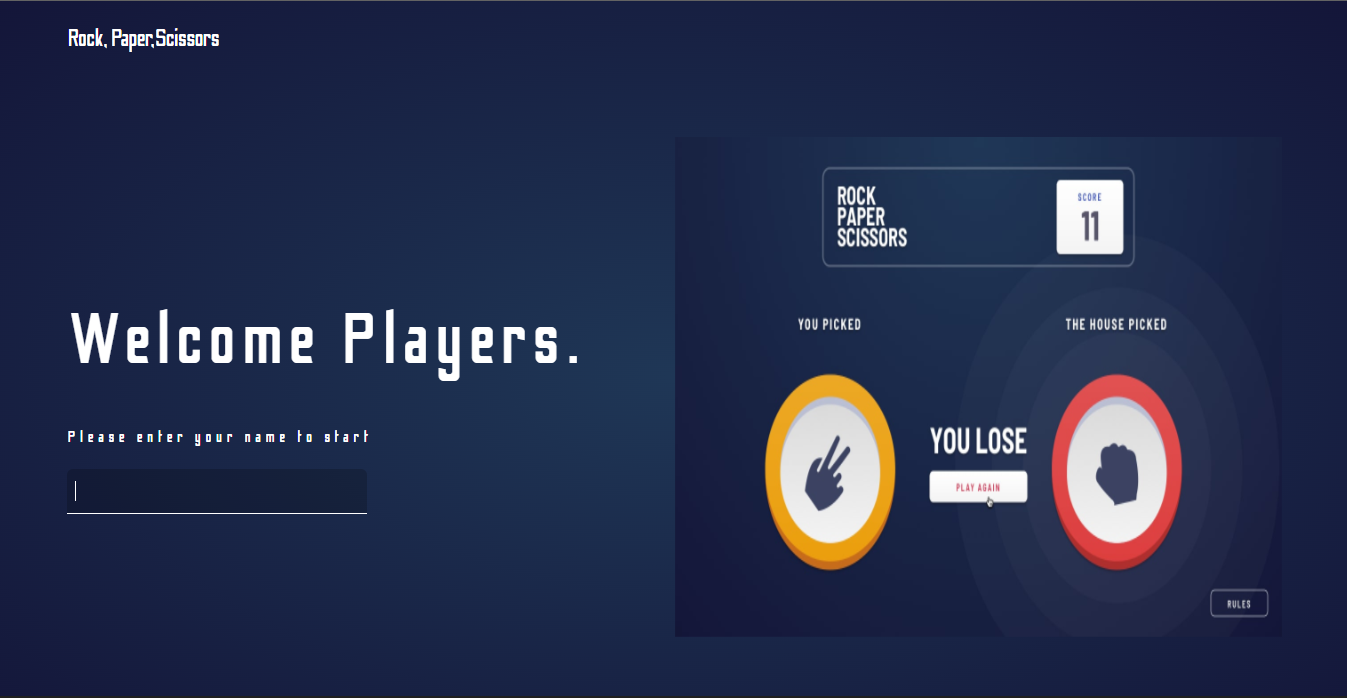 Rock, Paper,Scissors
Welcome Players.
Please enter your name to start
ROCK
PAPER
SCISSORS
SCORE
11
YOU PICKED
THE HOUSE PICKED
YOU LOSE
PLAY AGAIN
RULES